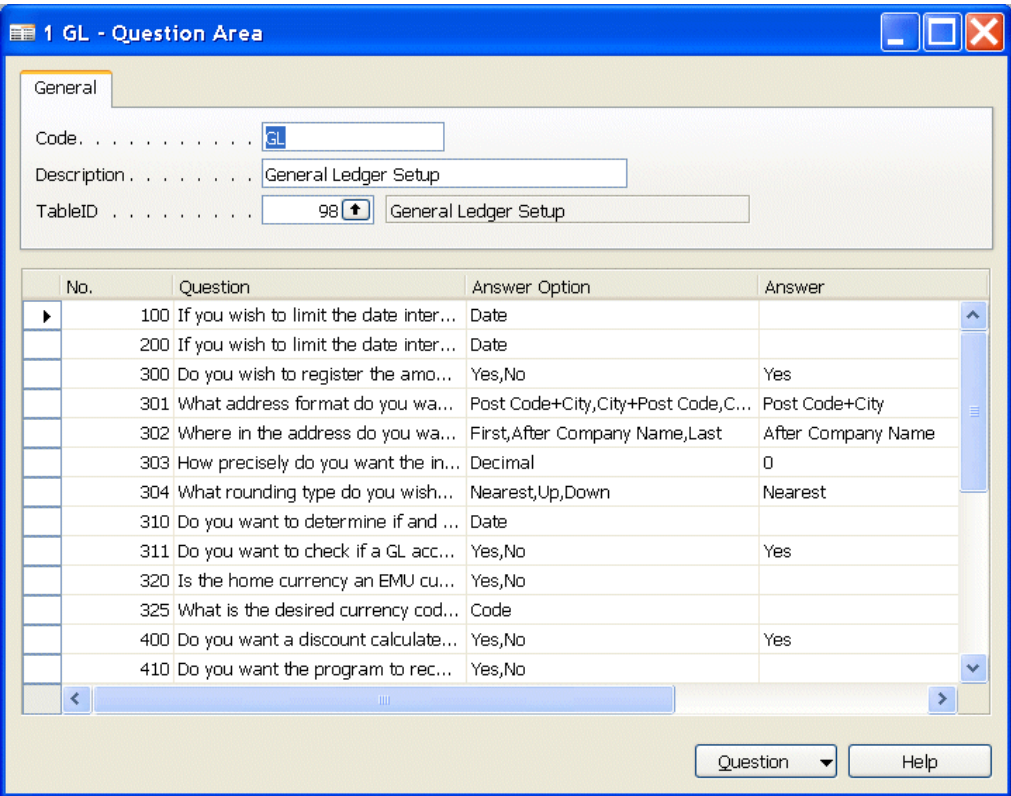 1 GL - Question Area
General
Code. . . . . . . . . . . GL
Description . . . . . . . . General Ledger Setup
TableID . . . . . . . . . 98 General Ledger Setup
No. Question Answer Option Answer
100 If you wish to limit the date inter... Date
200 If you wish to limit the date inter... Date
300 Do you wish to register the amo... Yes,No Yes
301 What address format do you wa... Post Code+City,City+Post Code,C... Post Code+City
302 Where in the address do you wa... First,After Company Name,Last After Company Name
303 How precisely do you want the in... Decimal 0
304 What rounding type do you wish... Nearest,Up,Down Nearest
310 Do you want to determine if and ... Date
311 Do you want to check if a GL acc... Yes,No Yes
320 Is the home currency an EMU cu... Yes,No
325 What is the desired currency cod... Code
400 Do you want a discount calculate... Yes,No Yes
410 Do you want the program to rec... Yes,No
Question Help